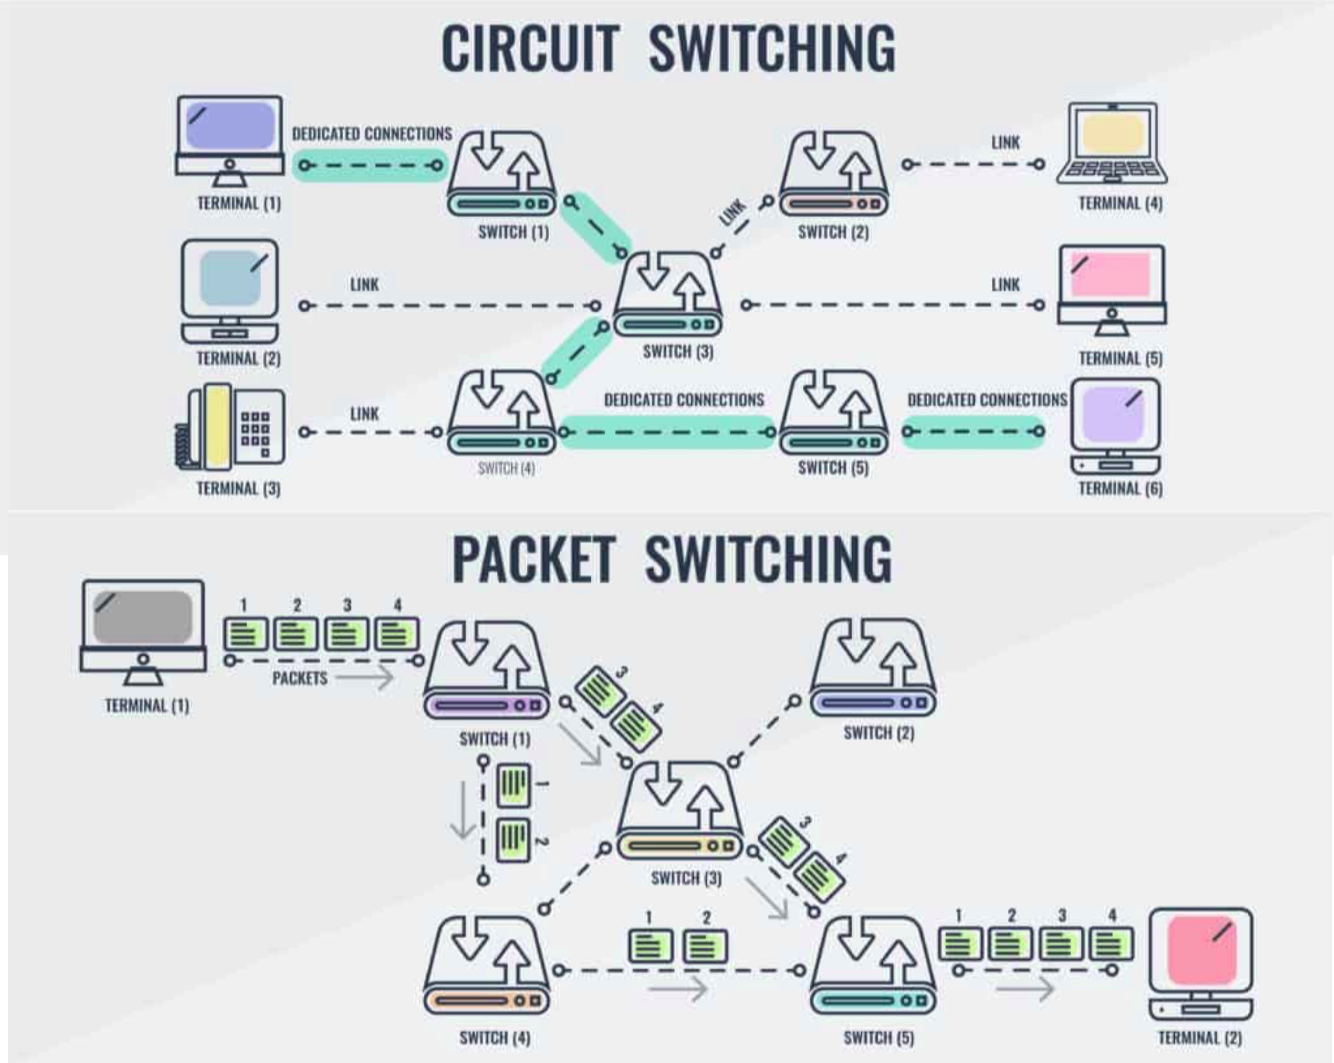 CIRCUIT SWITCHING
DEDICATED CONNECTIONS
LINK
TERMINAL (1)
SWITCH (1)
LINK
SWITCH (2)
TERMINAL (4)
LINK
LINK
TERMINAL (2)
SWITCH (3)
TERMINAL (5)
LINK
DEDICATED CONNECTIONS
DEDICATED CONNECTIONS
TERMINAL (3)
SWITCH (4)
SWITCH (5)
TERMINAL (6)
PACKET SWITCHING
1 2 3 4
PACKETS
TERMINAL (1)
SWITCH (1)
3
4
SWITCH (2)
1
2
SWITCH (3)
3
4
1 2
1 2 3 4
SWITCH (4)
SWITCH (5)
TERMINAL (2)